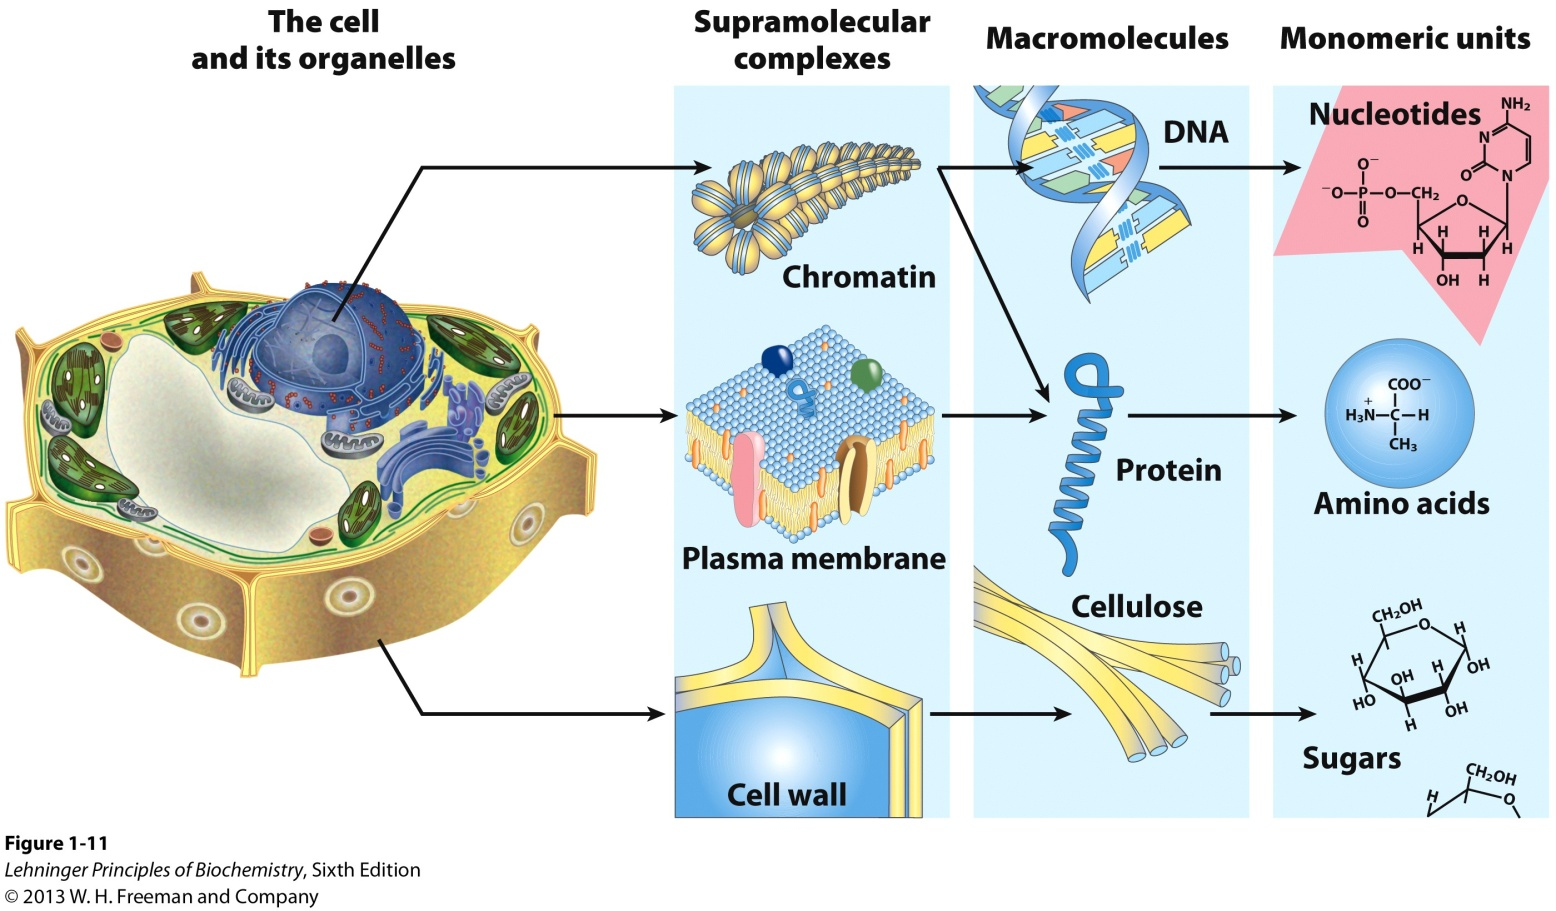 The cell
and its organelles
Supramolecular
complexes
Macromolecules
Monomeric units
DNA
Nucleotides
NH₂
N
O
N
O⁻
⁻O–P–O–CH₂
O
O
H
H
H
H
OH
H
Chromatin
COO⁻
H₃N⁺–C–H
CH₃
Protein
Amino acids
Plasma membrane
Cellulose
CH₂OH
O
H
H
OH
H
OH
HO
H
OH
Sugars
Cell wall
CH₂OH
H
O
Figure 1-11
Lehninger Principles of Biochemistry, Sixth Edition
© 2013 W. H. Freeman and Company